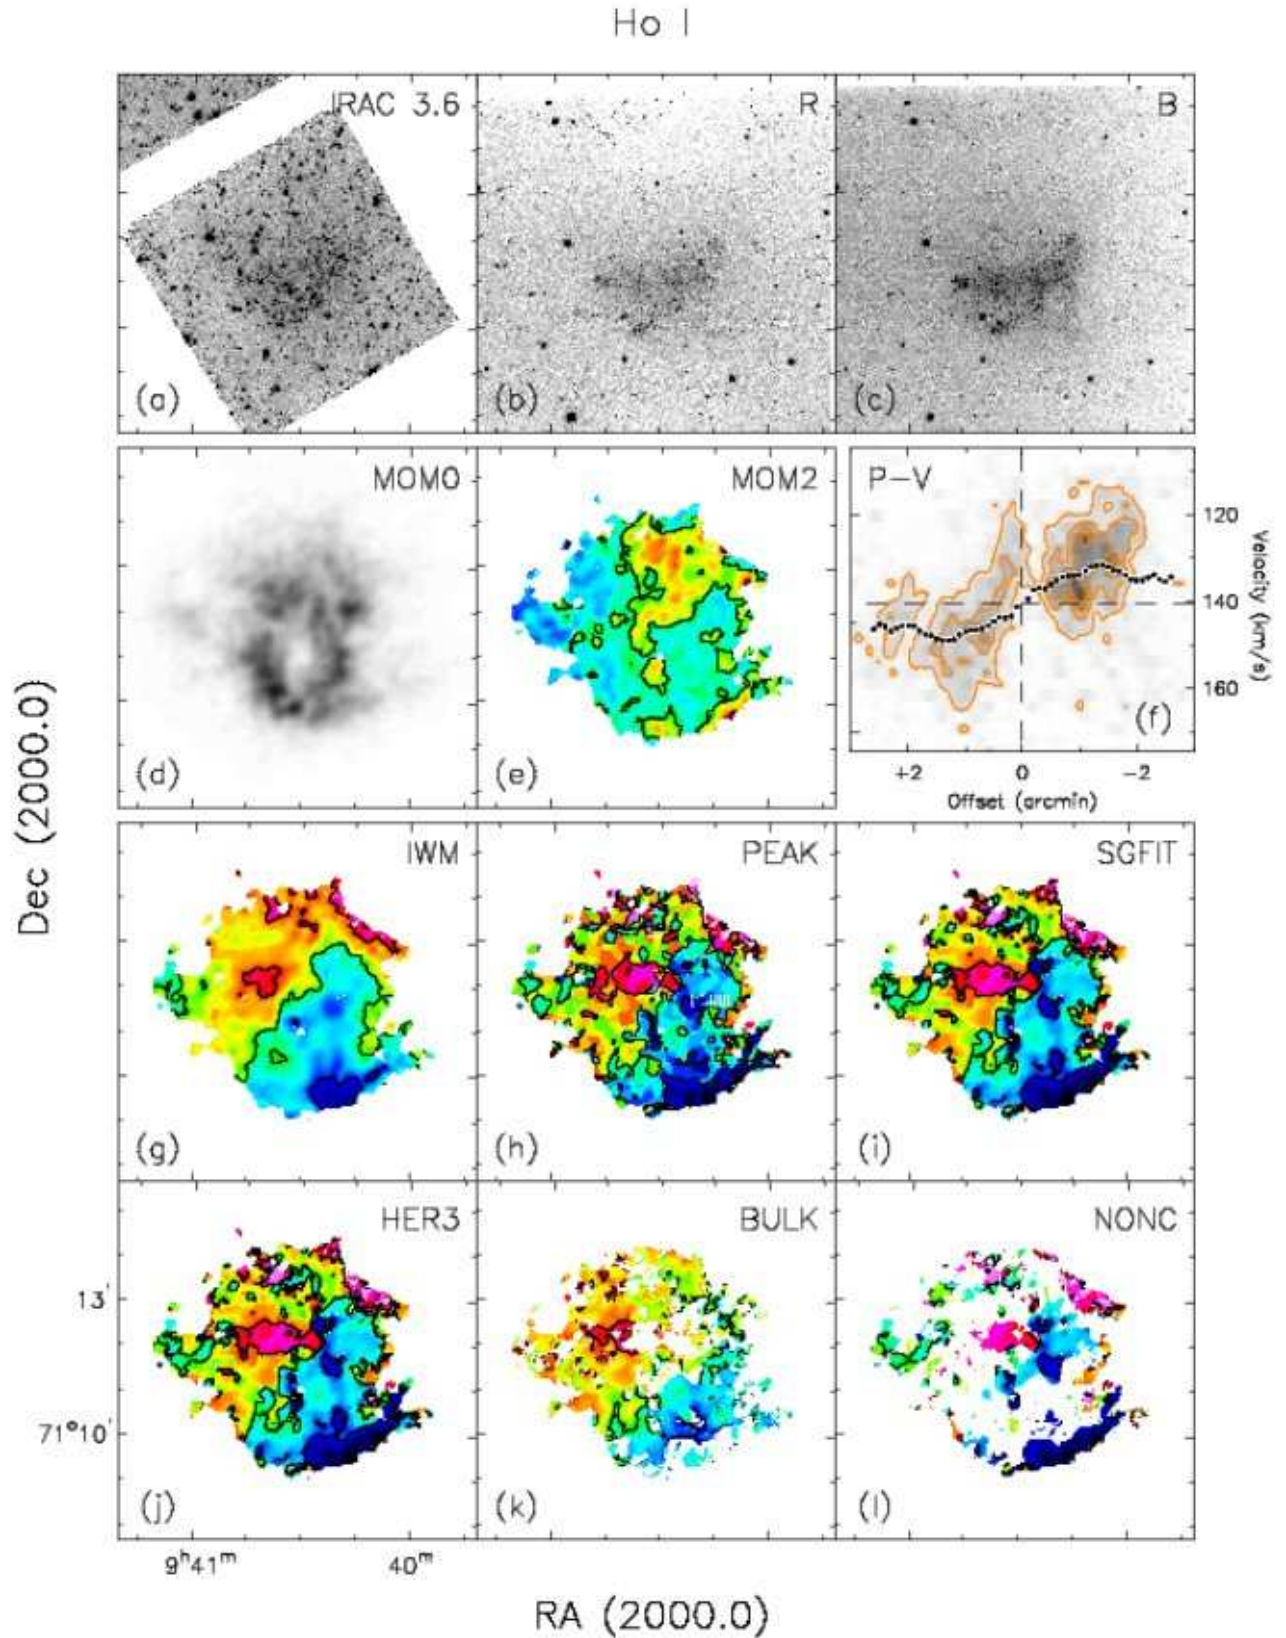 Ho I
IRAC 3.6
R
B
(a)
(b)
(c)
MOM0
MOM2
P-V
120
140
160
Velocity (km/s)
(d)
(e)
(f)
+2
0
-2
Offset (arcmin)
IWM
PEAK
SGFIT
(g)
(h)
(i)
HER3
BULK
NONC
13'
71°10'
(j)
(k)
(l)
9h41m
40m
Dec (2000.0)
RA (2000.0)